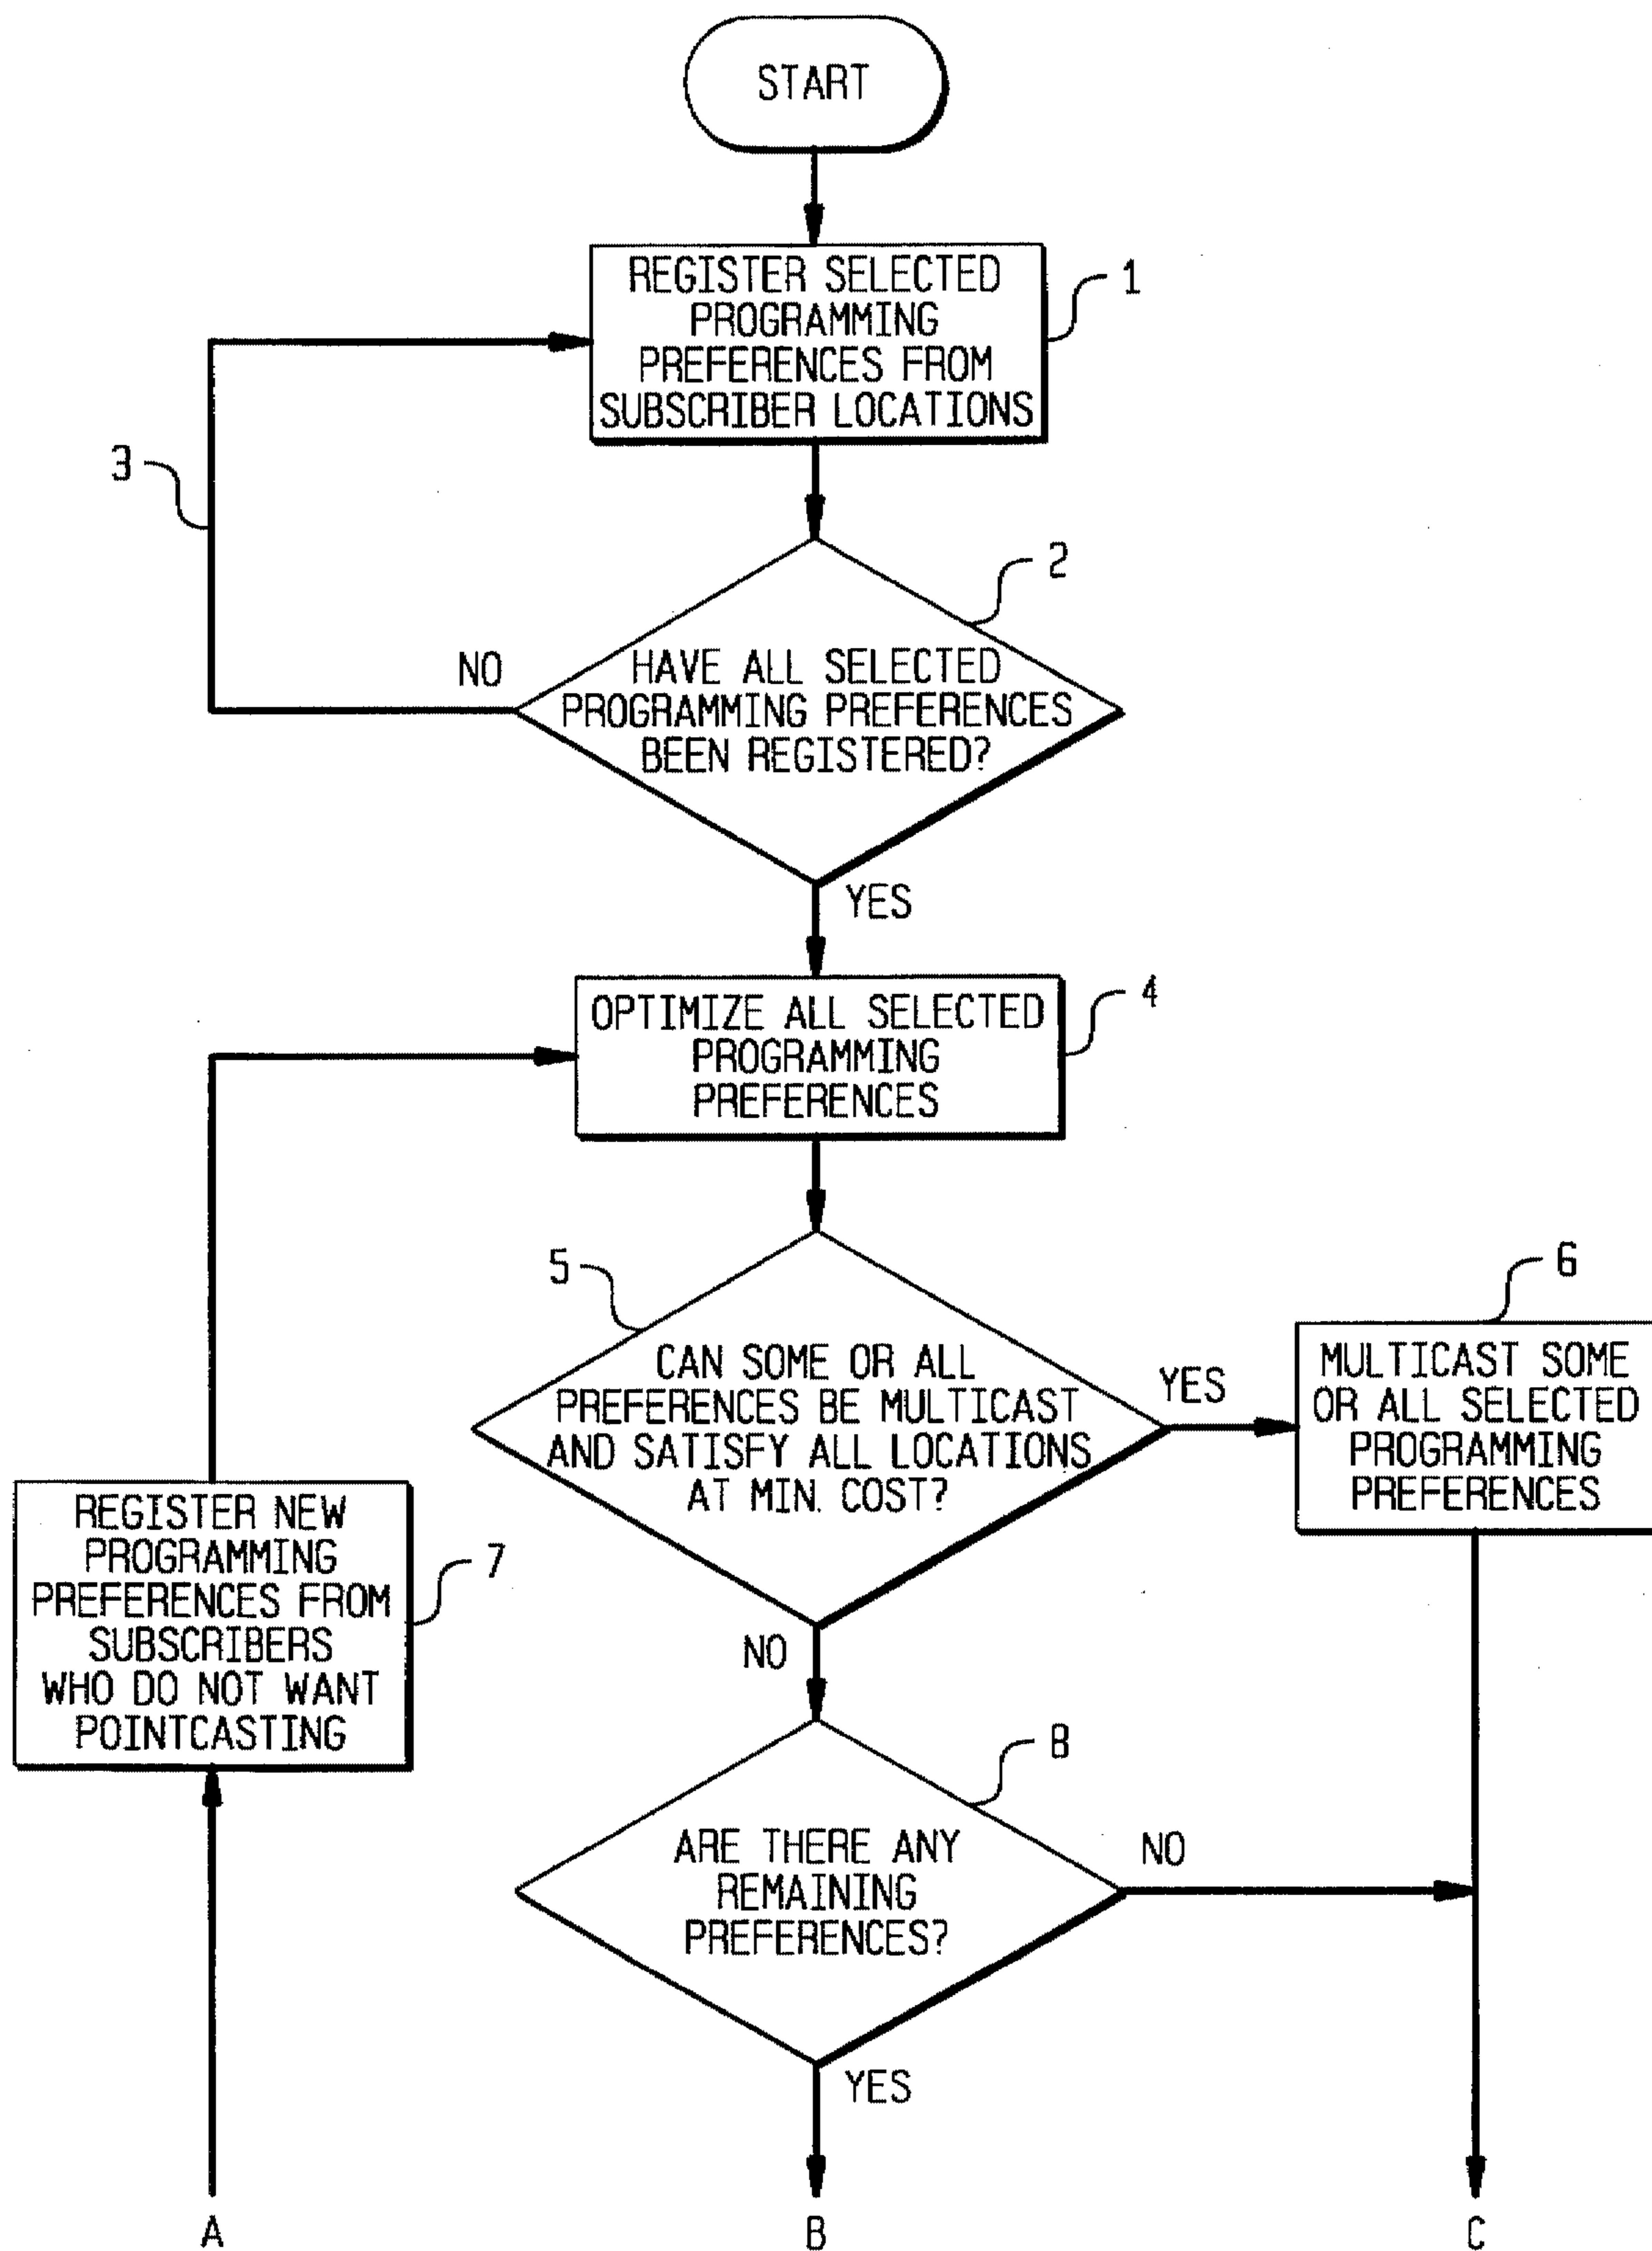 START
REGISTER SELECTED
PROGRAMMING
PREFERENCES FROM
SUBSCRIBER LOCATIONS
1
3
2
NO
HAVE ALL SELECTED
PROGRAMMING PREFERENCES
BEEN REGISTERED?
YES
OPTIMIZE ALL SELECTED
PROGRAMMING
PREFERENCES
4
5
CAN SOME OR ALL
PREFERENCES BE MULTICAST
AND SATISFY ALL LOCATIONS
AT MIN. COST?
YES
6
MULTICAST SOME
OR ALL SELECTED
PROGRAMMING
PREFERENCES
REGISTER NEW
PROGRAMMING
PREFERENCES FROM
SUBSCRIBERS
WHO DO NOT WANT
POINTCASTING
7
NO
8
ARE THERE ANY
REMAINING
PREFERENCES?
NO
YES
A
B
C